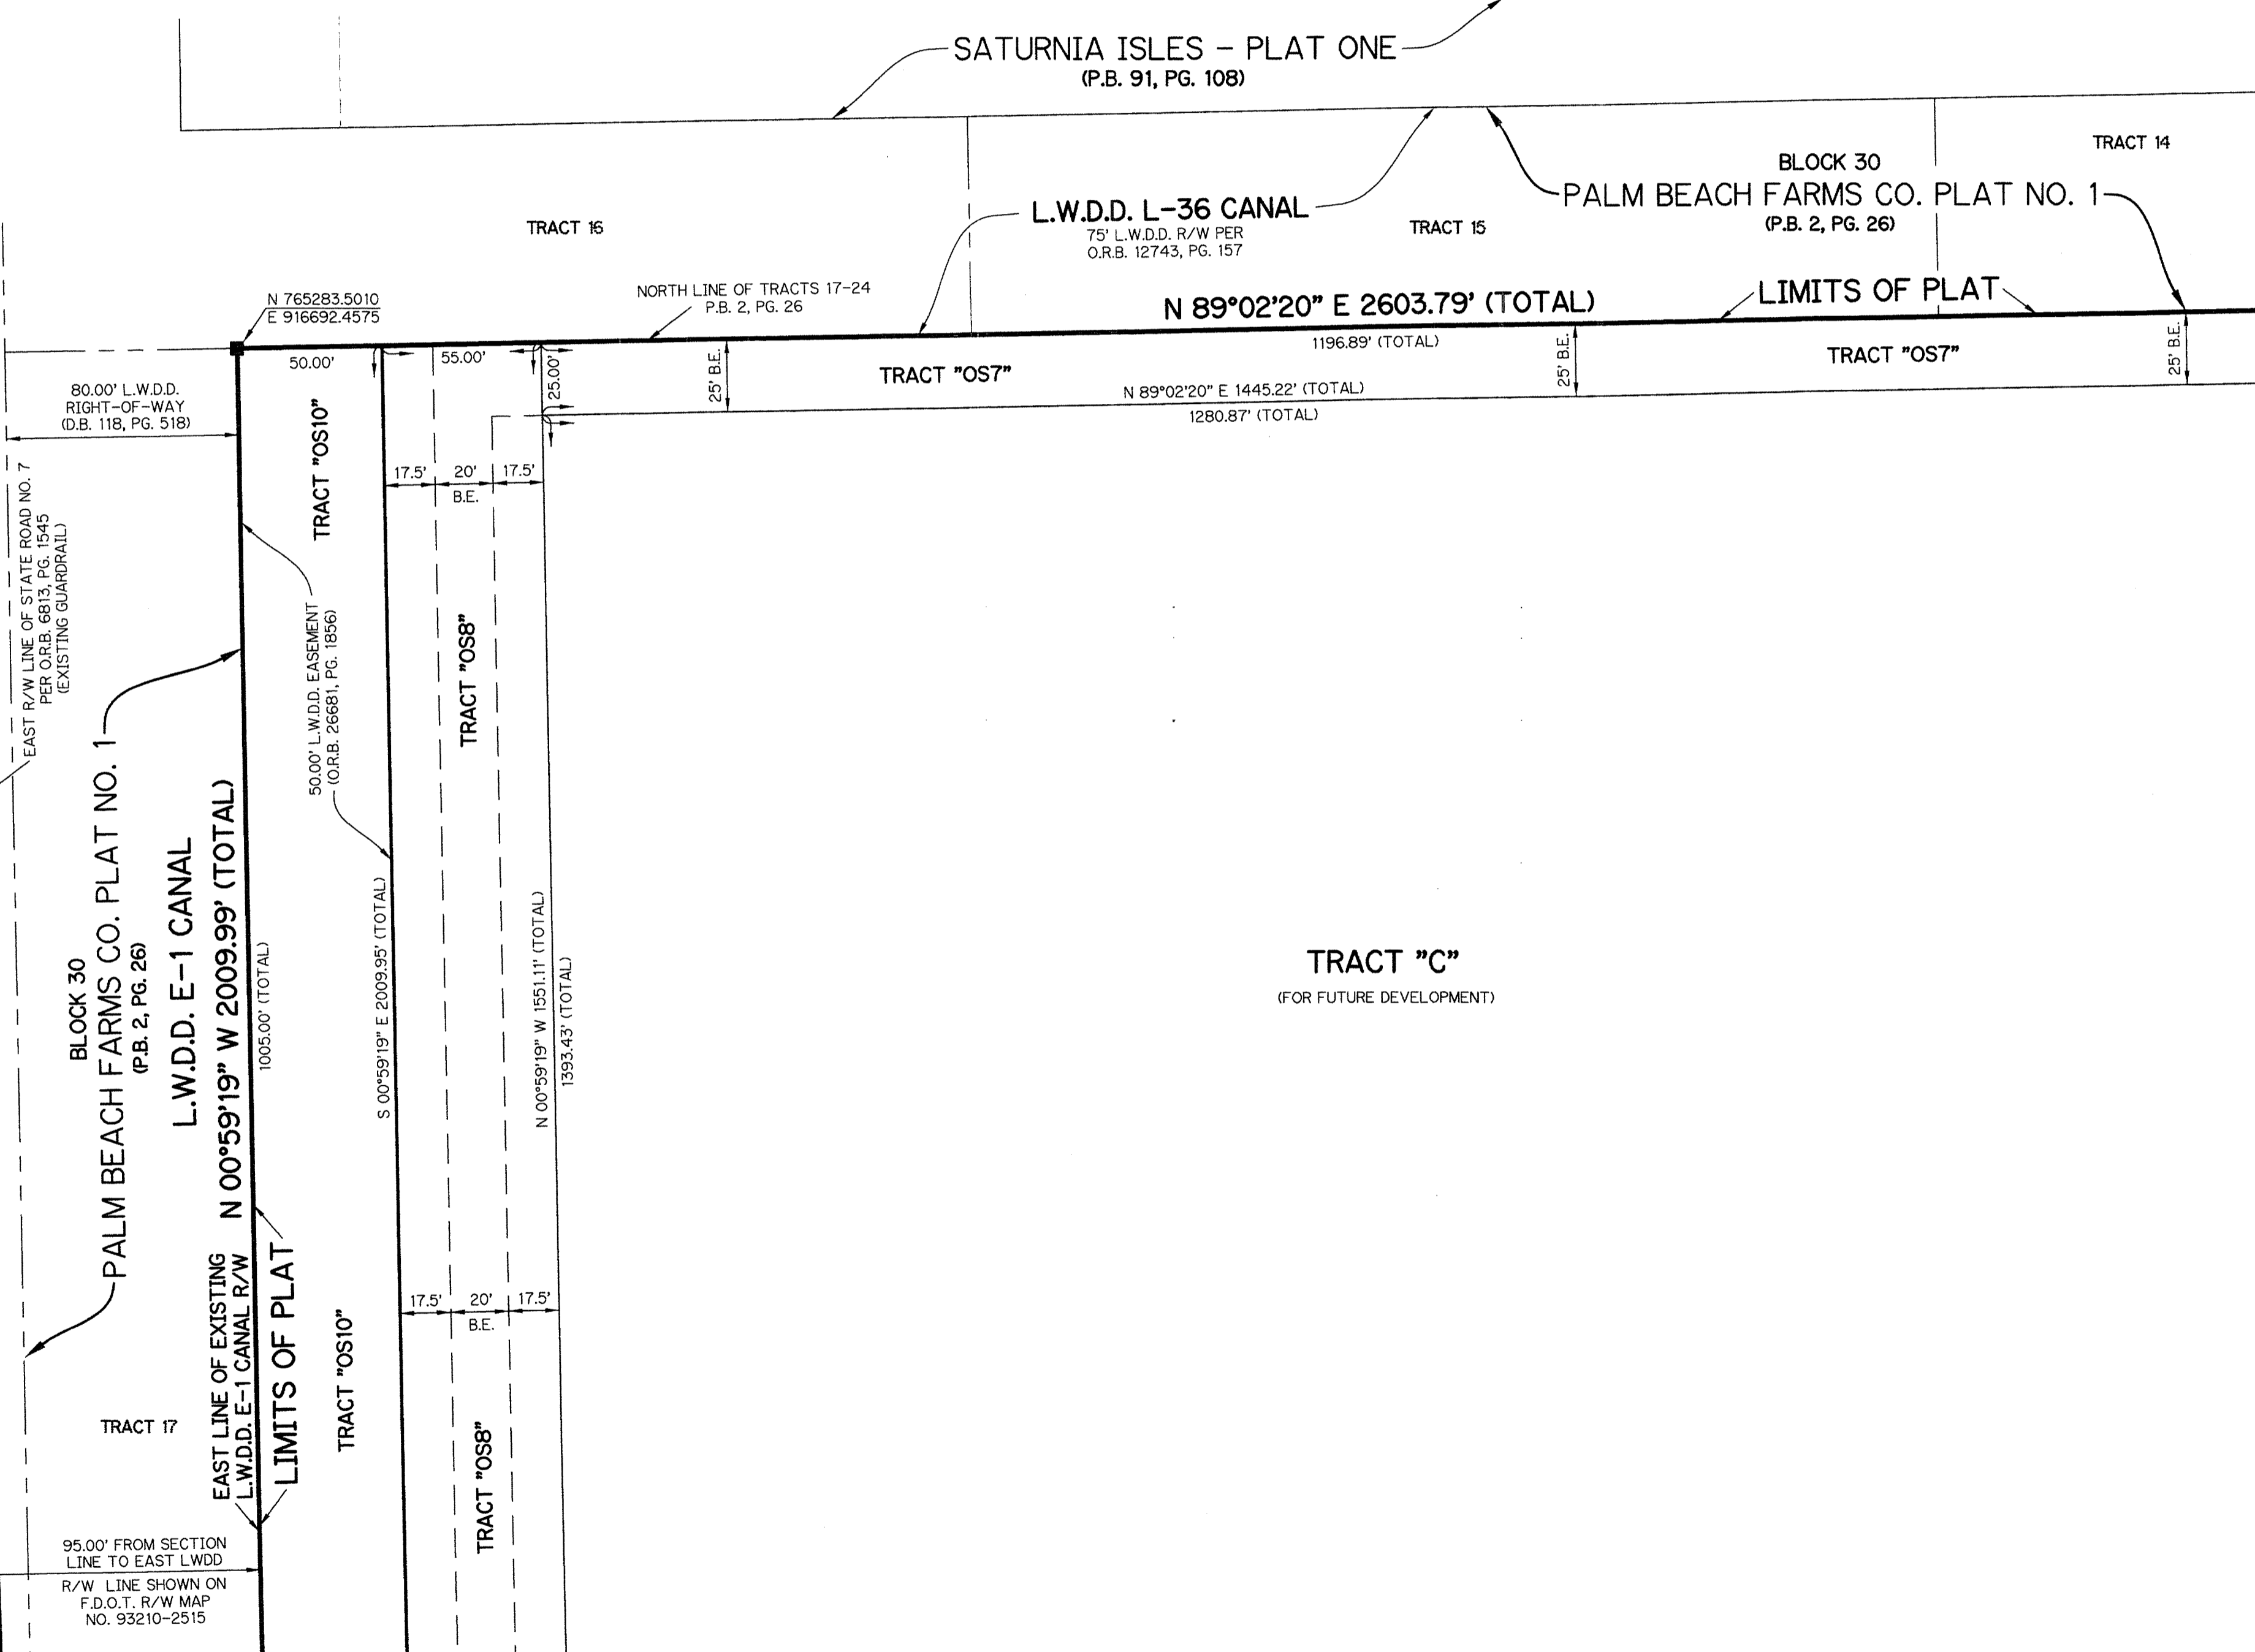 SATURNIA ISLES - PLAT ONE
(P.B. 91, PG. 108)
TRACT 14
BLOCK 30
PALM BEACH FARMS CO. PLAT NO. 1
(P.B. 2, PG. 26)
L.W.D.D. L-36 CANAL
75' L.W.D.D. R/W PER
O.R.B. 12743, PG. 157
TRACT 16
TRACT 15
NORTH LINE OF TRACTS 17-24
P.B. 2, PG. 26
N 89°02'20" E 2603.79' (TOTAL)
LIMITS OF PLAT
N 765283.5010
E 916692.4575
50.00'
55.00'
25.00'
25' B.E.
1196.89' (TOTAL)
25' B.E.
TRACT "OS7"
25' B.E.
TRACT "OS7"
N 89°02'20" E 1445.22' (TOTAL)
1280.87' (TOTAL)
80.00' L.W.D.D.
RIGHT-OF-WAY
(D.B. 118, PG. 518)
TRACT "OS10"
17.5'
20'
17.5'
B.E.
EAST R/W LINE OF STATE ROAD NO. 7
PER O.R.B. 6813, PG. 1545
(EXISTING GUARDRAIL)
50.00' L.W.D.D. EASEMENT
(O.R.B. 26681, PG. 1856)
TRACT "OS8"
BLOCK 30
PALM BEACH FARMS CO. PLAT NO. 1
(P.B. 2, PG. 26)
L.W.D.D. E-1 CANAL
N 00°59'19" W 2009.99' (TOTAL)
1005.00' (TOTAL)
S 00°59'19" E 2009.95' (TOTAL)
N 00°59'19" W 1551.11' (TOTAL)
1393.43' (TOTAL)
TRACT "C"
(FOR FUTURE DEVELOPMENT)
EAST LINE OF EXISTING
L.W.D.D. E-1 CANAL R/W
LIMITS OF PLAT
TRACT "OS10"
17.5'
20'
17.5'
B.E.
TRACT "OS8"
TRACT 17
95.00' FROM SECTION
LINE TO EAST LWDD
R/W LINE SHOWN ON
F.D.O.T. R/W MAP
NO. 93210-2515